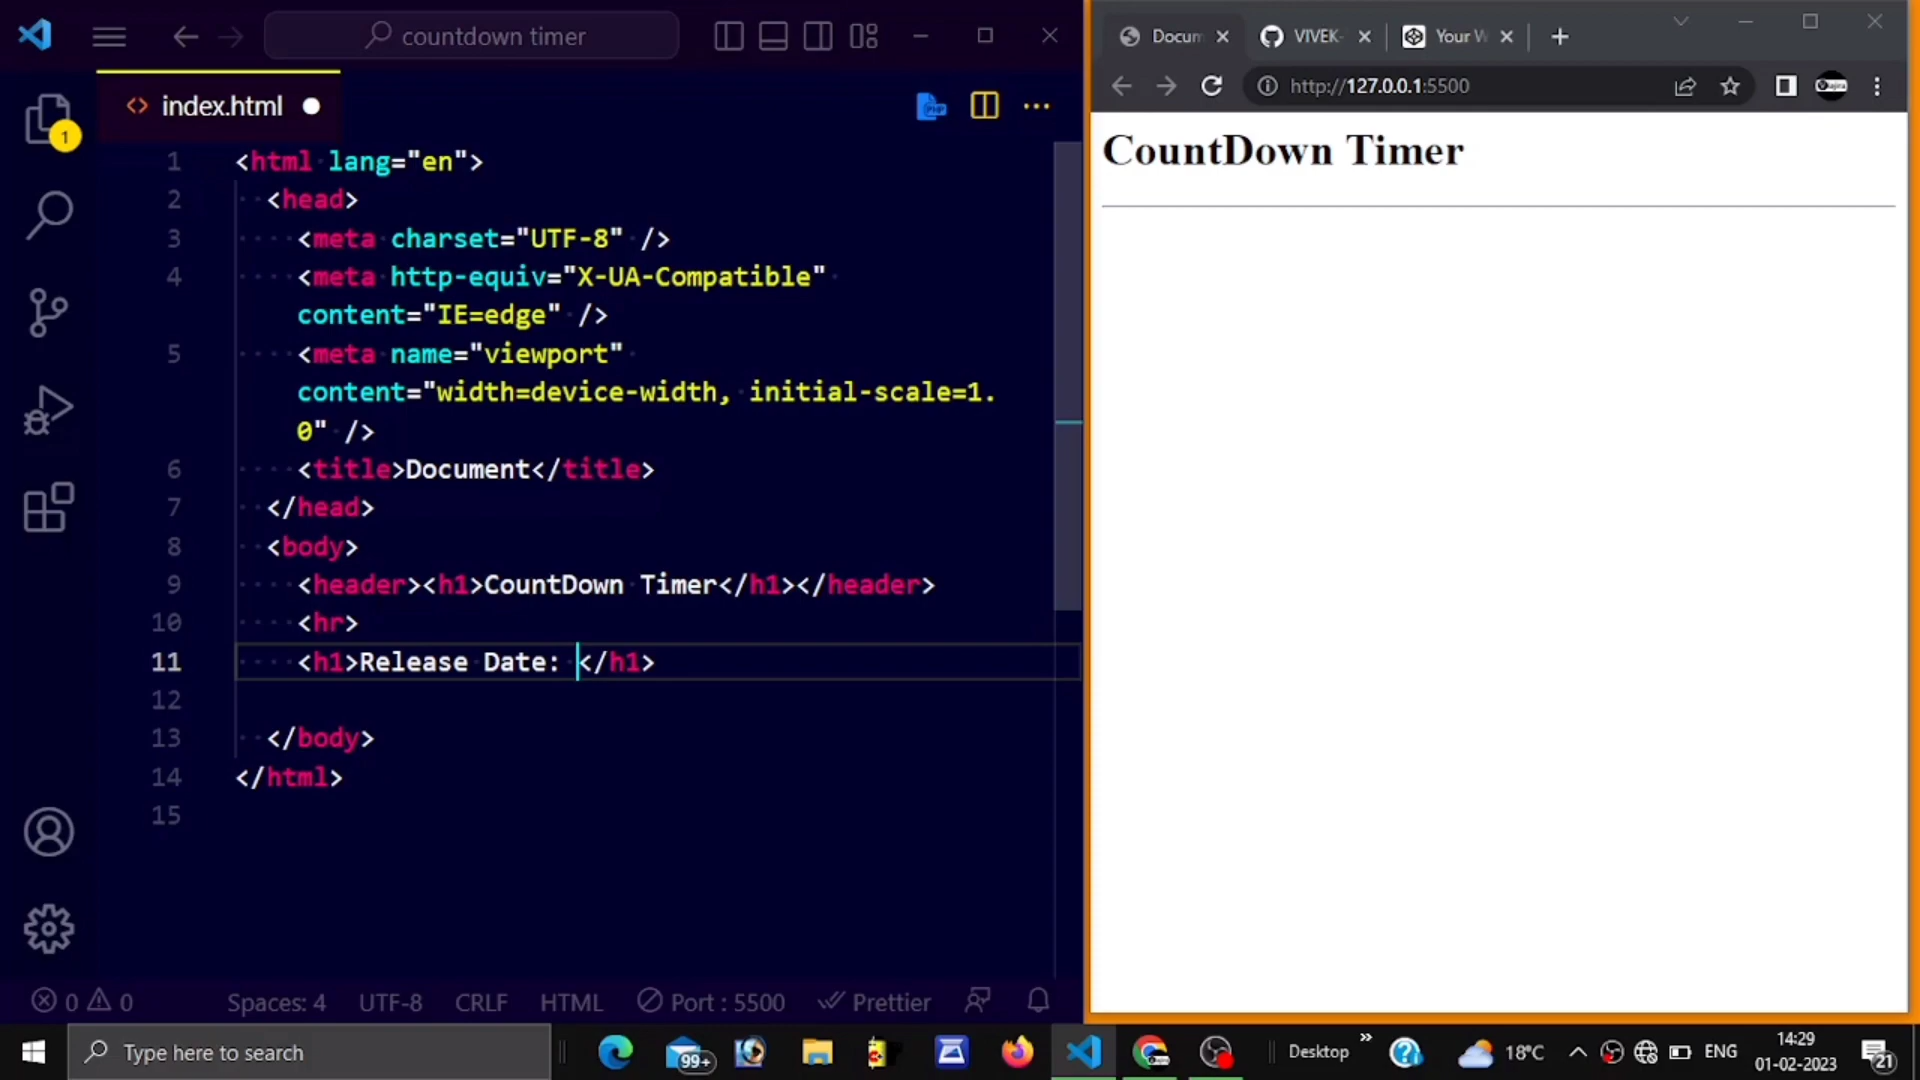 countdown timer
index.html
1
1 <html lang="en">
2 <head>
3 <meta charset="UTF-8" />
4 <meta http-equiv="X-UA-Compatible"
content="IE=edge" />
5 <meta name="viewport"
content="width=device-width, initial-scale=1.
0" />
6 <title>Document</title>
7 </head>
8 <body>
9 <header><h1>CountDown Timer</h1></header>
10 <hr>
11 <h1>Release Date: </h1>
12
13 </body>
14 </html>
15
0 0 Spaces: 4 UTF-8 CRLF HTML Port : 5500 Prettier
Docum VIVEK- Your W
http://127.0.0.1:5500
CountDown Timer
Type here to search
99+
Desktop
18°C
ENG
14:29
01-02-2023
21